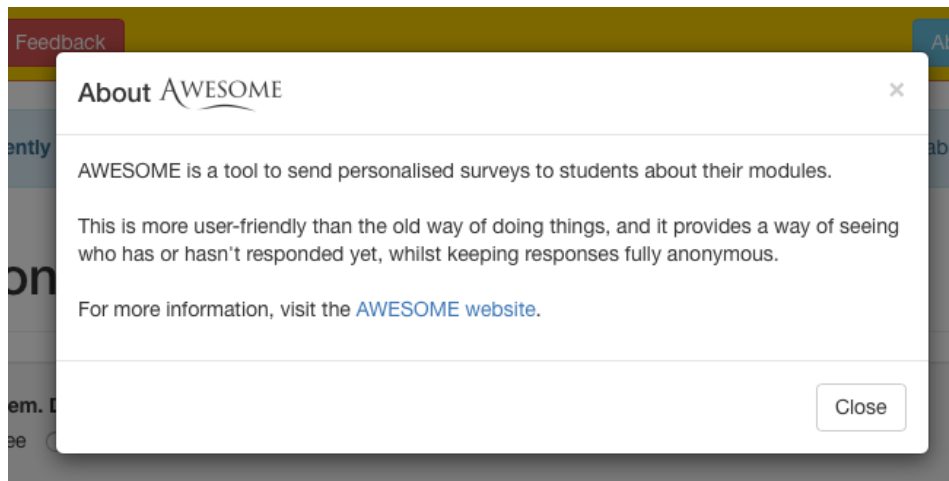 Feedback
About AWESOME
×
AWESOME is a tool to send personalised surveys to students about their modules.
This is more user-friendly than the old way of doing things, and it provides a way of seeing
who has or hasn't responded yet, whilst keeping responses fully anonymous.
For more information, visit the AWESOME website.
Close